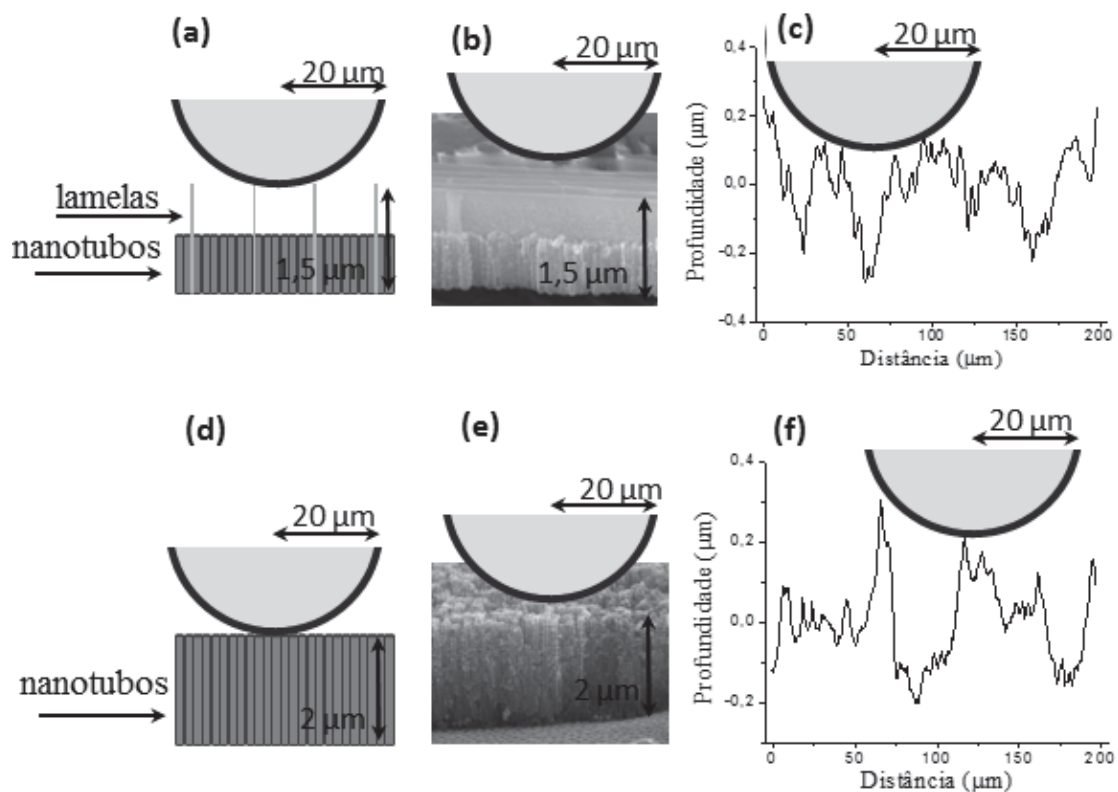 (a)
20 µm
lamelas
nanotubos
1,5 µm
(b)
20 µm
1,5 µm
(c)
20 µm
Profundidade (µm)
0,4
0,2
0,0
-0,2
-0,4
0
50
100
150
200
Distância (µm)
(d)
20 µm
nanotubos
2 µm
(e)
20 µm
2 µm
(f)
20 µm
Profundidade (µm)
0,4
0,2
0,0
-0,2
0
50
100
150
200
Distância (µm)